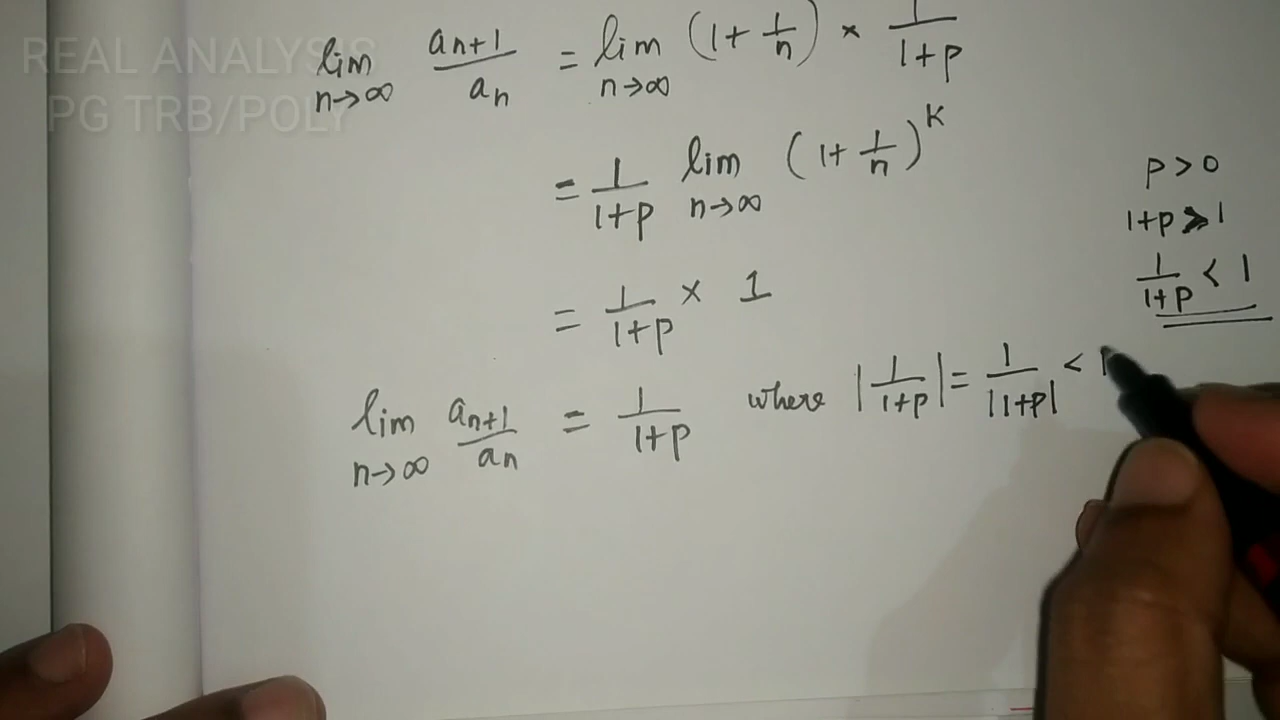 REAL ANALYSIS
PG TRB/POLY
lim n→∞ aₙ₊₁/aₙ = lim n→∞ (1 + 1/n) × 1/(1+p)
= 1/(1+p) lim n→∞ (1 + 1/n)^K
p > 0
1+p > 1
1/(1+p) < 1
= 1/(1+p) × 1
lim n→∞ aₙ₊₁/aₙ = 1/(1+p) where |1/(1+p)| = 1/|1+p| < 1